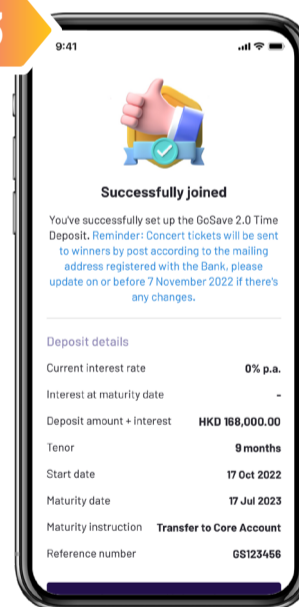 9:41
Successfully joined
You've successfully set up the GoSave 2.0 Time
Deposit. Reminder: Concert tickets will be sent
to winners by post according to the mailing
address registered with the Bank, please
update on or before 7 November 2022 if there's
any changes.
Deposit details
Current interest rate 0% p.a.
Interest at maturity date -
Deposit amount + interest HKD 168,000.00
Tenor 9 months
Start date 17 Oct 2022
Maturity date 17 Jul 2023
Maturity instruction Transfer to Core Account
Reference number GS123456